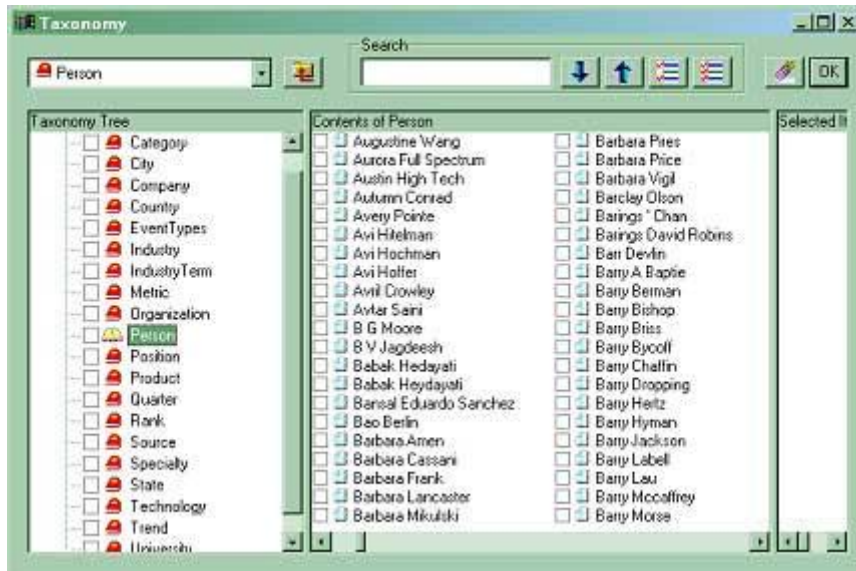 Taxonomy
Person
Search
OK
Taxonomy Tree
Category
City
Company
Country
EventTypes
Industry
IndustryTerm
Metric
Organization
Person
Position
Product
Quarter
Rank
Source
Specialty
State
Technology
Trend
University
Contents of Person
Augustine Wang
Aurora Full Spectrum
Austin High Tech
Autumn Conrad
Avery Pointe
Avi Hitelman
Avi Hochman
Avi Hoffer
Avril Crowley
Avtar Saini
B G Moore
B V Jagdeesh
Babak Hedayati
Babak Heydayati
Bansal Eduardo Sanchez
Bao Berlin
Barbara Amen
Barbara Cassani
Barbara Frank
Barbara Lancaster
Barbara Mikulski
Barbara Pires
Barbara Price
Barbara Vigil
Barclay Olson
Barings ' Chan
Barings David Robins
Barr Devlin
Barry A Baptie
Barry Berman
Barry Bishop
Barry Briss
Barry Bycoff
Barry Chaffin
Barry Dropping
Barry Hertz
Barry Hyman
Barry Jackson
Barry Labell
Barry Lau
Barry Mccaffrey
Barry Morse
Selected It